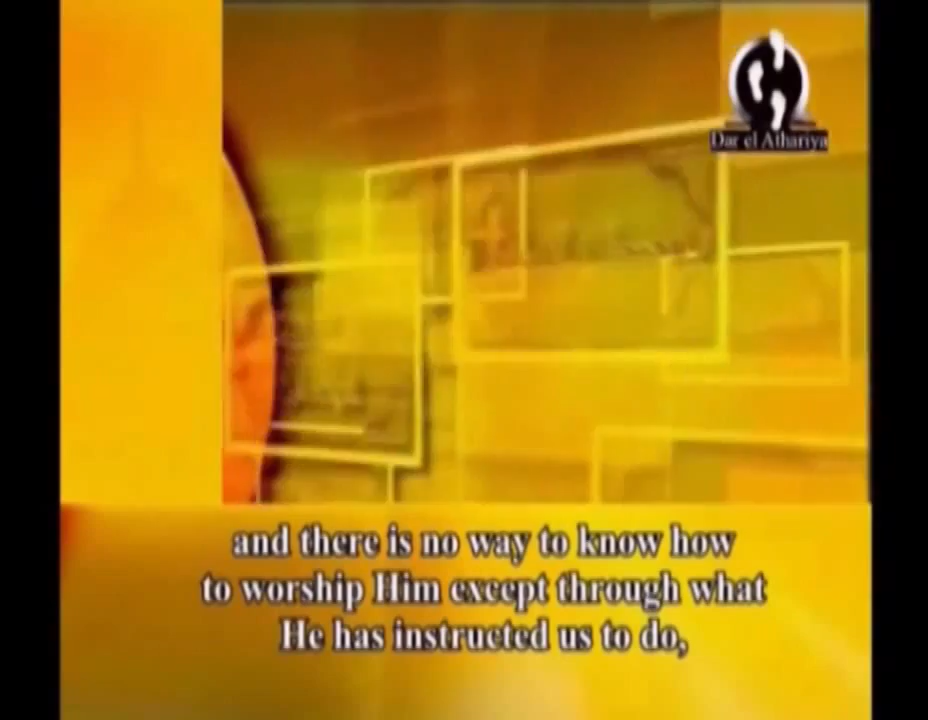 Dar el Athariya
and there is no way to know how
to worship Him except through what
He has instructed us to do,